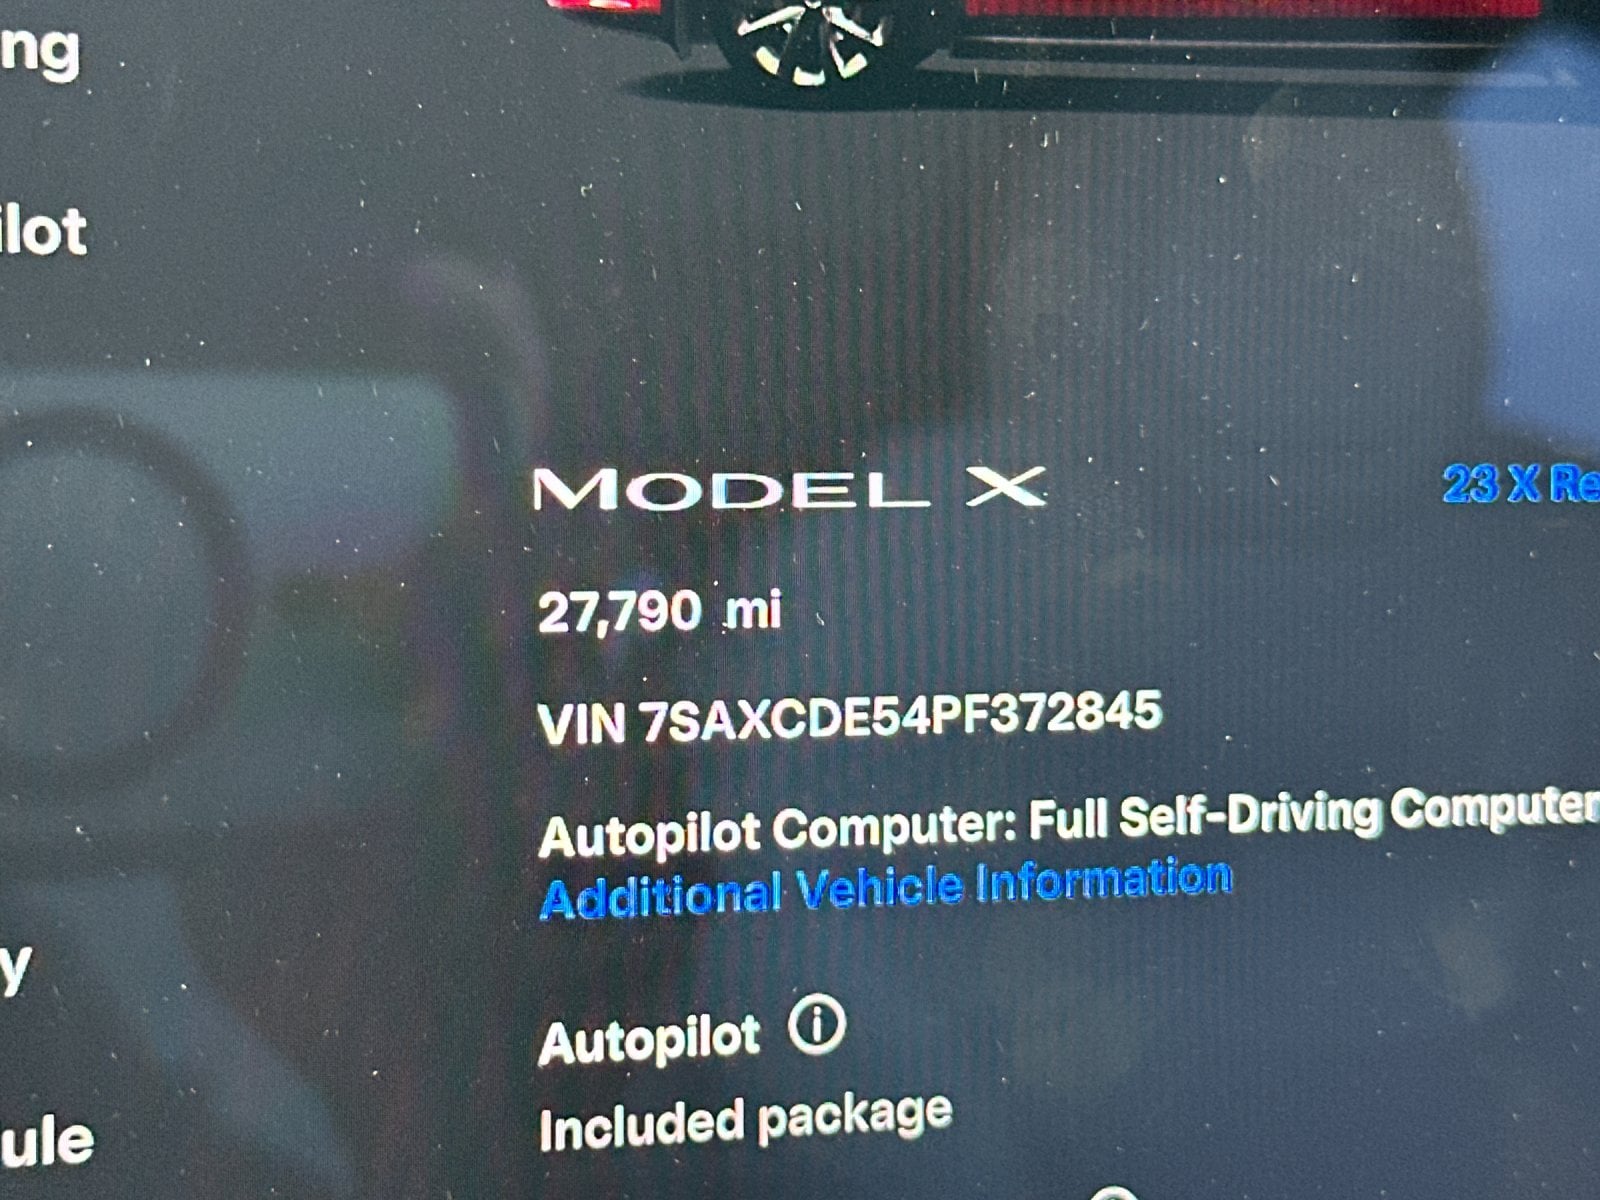 ng
ilot
MODEL X
23 X Re
27,790 mi
VIN 7SAXCDE54PF372845
Autopilot Computer: Full Self-Driving Computer
Additional Vehicle Information
y
Autopilot ⓘ
Included package
ule